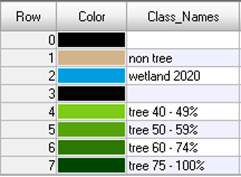 Row Color Class_Names
0
1 non tree
2 wetland 2020
3
4 tree 40 - 49%
5 tree 50 - 59%
6 tree 60 - 74%
7 tree 75 - 100%